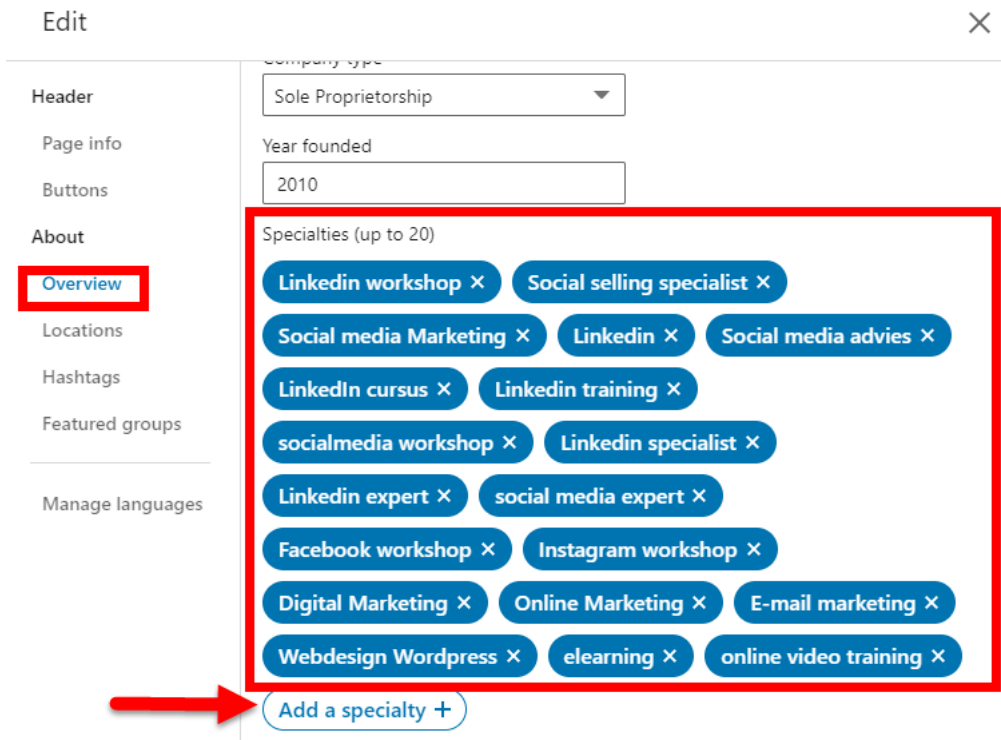 Edit
Header
Page info
Buttons
About
Overview
Locations
Hashtags
Featured groups
Manage languages
Company type
Sole Proprietorship
Year founded
2010
Specialties (up to 20)
Linkedin workshop × Social selling specialist ×
Social media Marketing × Linkedin × Social media advies ×
LinkedIn cursus × Linkedin training ×
socialmedia workshop × Linkedin specialist ×
Linkedin expert × social media expert ×
Facebook workshop × Instagram workshop ×
Digital Marketing × Online Marketing × E-mail marketing ×
Webdesign Wordpress × elearning × online video training ×
Add a specialty +